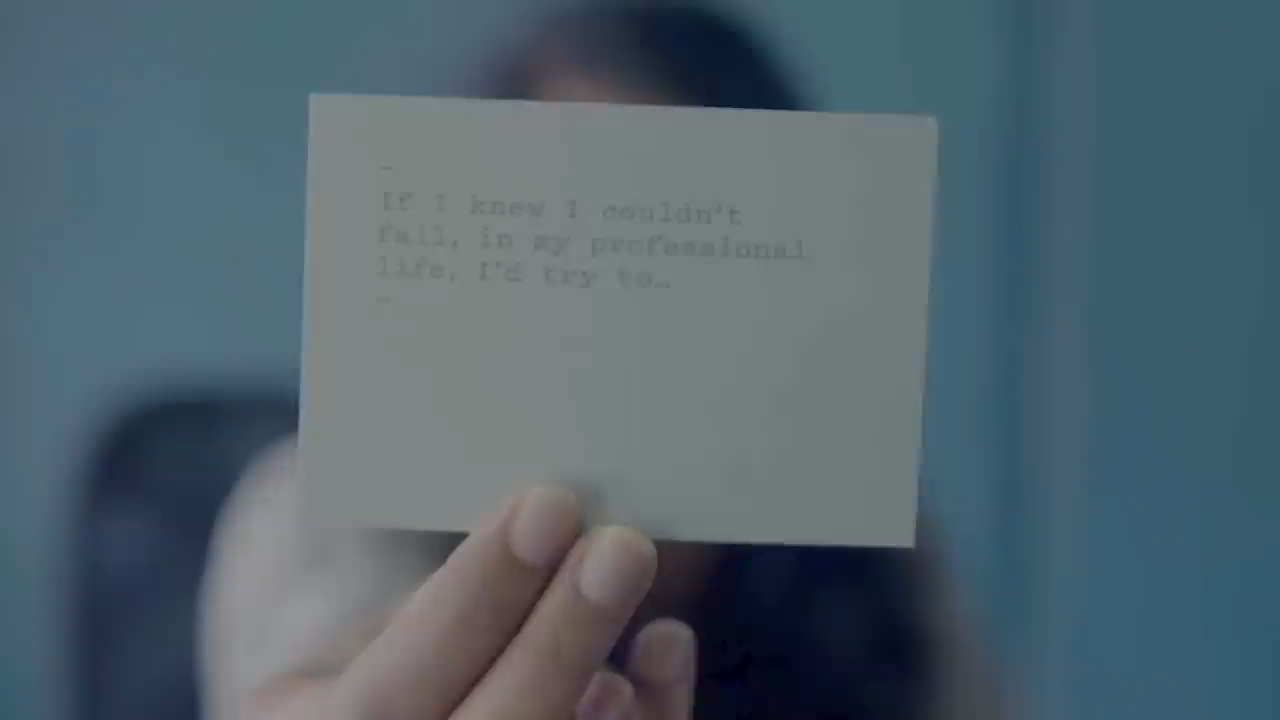 –
If I knew I couldn't
fail, in my professional
life, I'd try to…
–